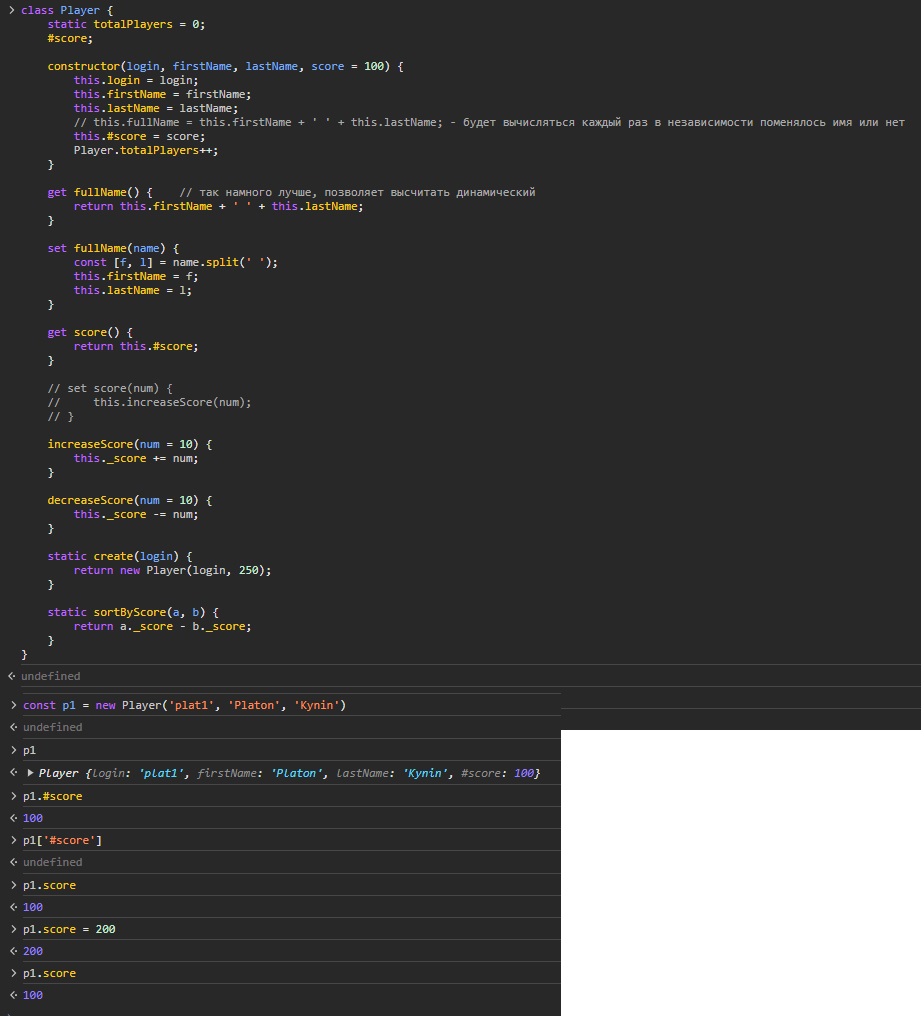 > class Player {
static totalPlayers = 0;
#score;
constructor(login, firstName, lastName, score = 100) {
this.login = login;
this.firstName = firstName;
this.lastName = lastName;
// this.fullName = this.firstName + ' ' + this.lastName; - будет вычисляться каждый раз в независимости поменялось имя или нет
this.#score = score;
Player.totalPlayers++;
}
get fullName() {    // так намного лучше, позволяет высчитать динамический
return this.firstName + ' ' + this.lastName;
}
set fullName(name) {
const [f, l] = name.split(' ');
this.firstName = f;
this.lastName = l;
}
get score() {
return this.#score;
}
// set score(num) {
//     this.increaseScore(num);
// }
increaseScore(num = 10) {
this._score += num;
}
decreaseScore(num = 10) {
this._score -= num;
}
static create(login) {
return new Player(login, 250);
}
static sortByScore(a, b) {
return a._score - b._score;
}
}
undefined
> const p1 = new Player('plat1', 'Platon', 'Kynin')
undefined
> p1
▶ Player {login: 'plat1', firstName: 'Platon', lastName: 'Kynin', #score: 100}
> p1.#score
100
> p1['#score']
undefined
> p1.score
100
> p1.score = 200
200
> p1.score
100